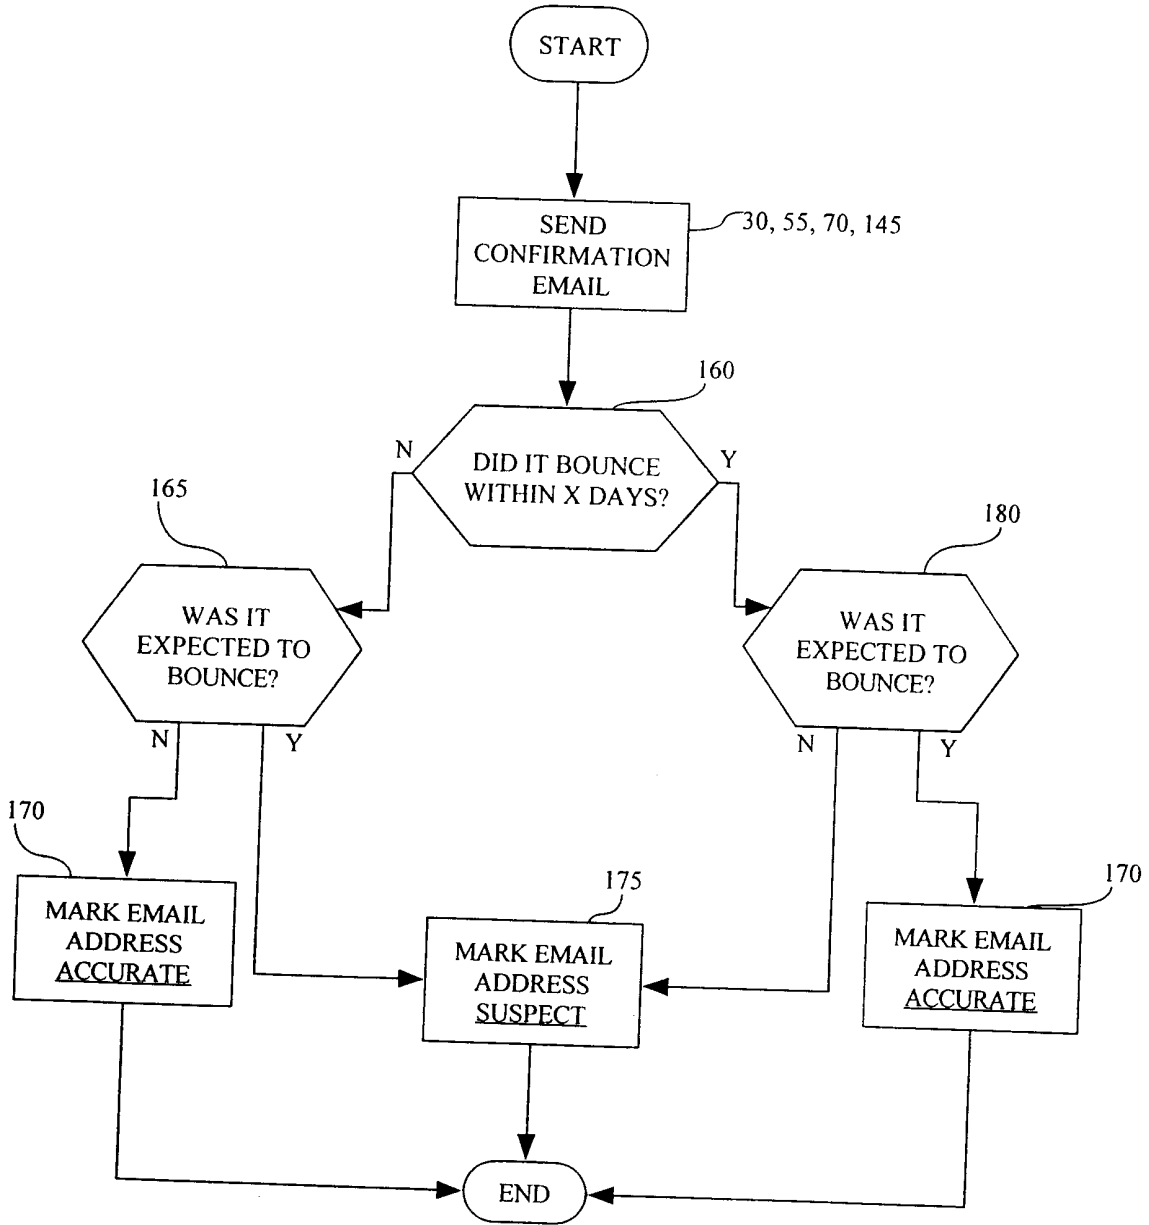 START
SEND
CONFIRMATION
EMAIL
30, 55, 70, 145
160
N
DID IT BOUNCE
WITHIN X DAYS?
Y
165
180
WAS IT
EXPECTED TO
BOUNCE?
WAS IT
EXPECTED TO
BOUNCE?
N
Y
N
Y
170
MARK EMAIL
ADDRESS
ACCURATE
175
MARK EMAIL
ADDRESS
SUSPECT
170
MARK EMAIL
ADDRESS
ACCURATE
END